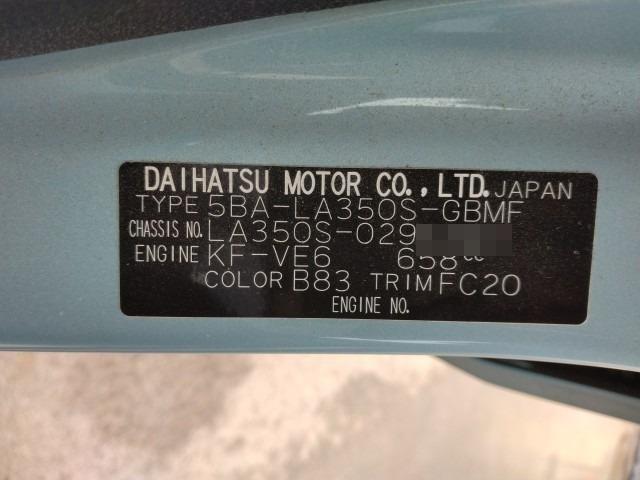 DAIHATSU MOTOR CO., LTD. JAPAN
TYPE 5BA-LA350S-GBMF
CHASSIS NO. LA350S-029
ENGINE KF-VE6 658cc
COLOR B83 TRIM FC20
ENGINE NO.